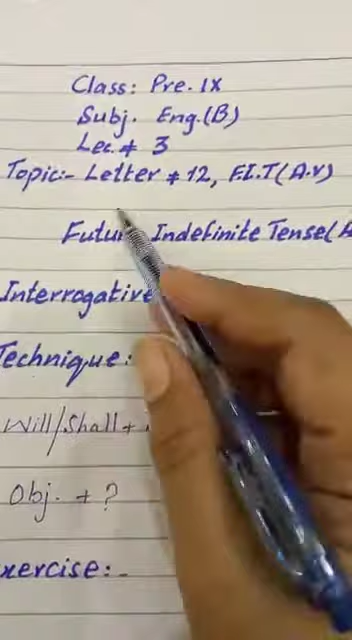 Class: Pre. IX
Subj. Eng.(B)
Lec. # 3
Topic:- Letter # 12, F.I.T (A.V)
Indefinite Tense(A
Interrogative
Technique:
Will/Shall +
Obj. + ?
xercise:-